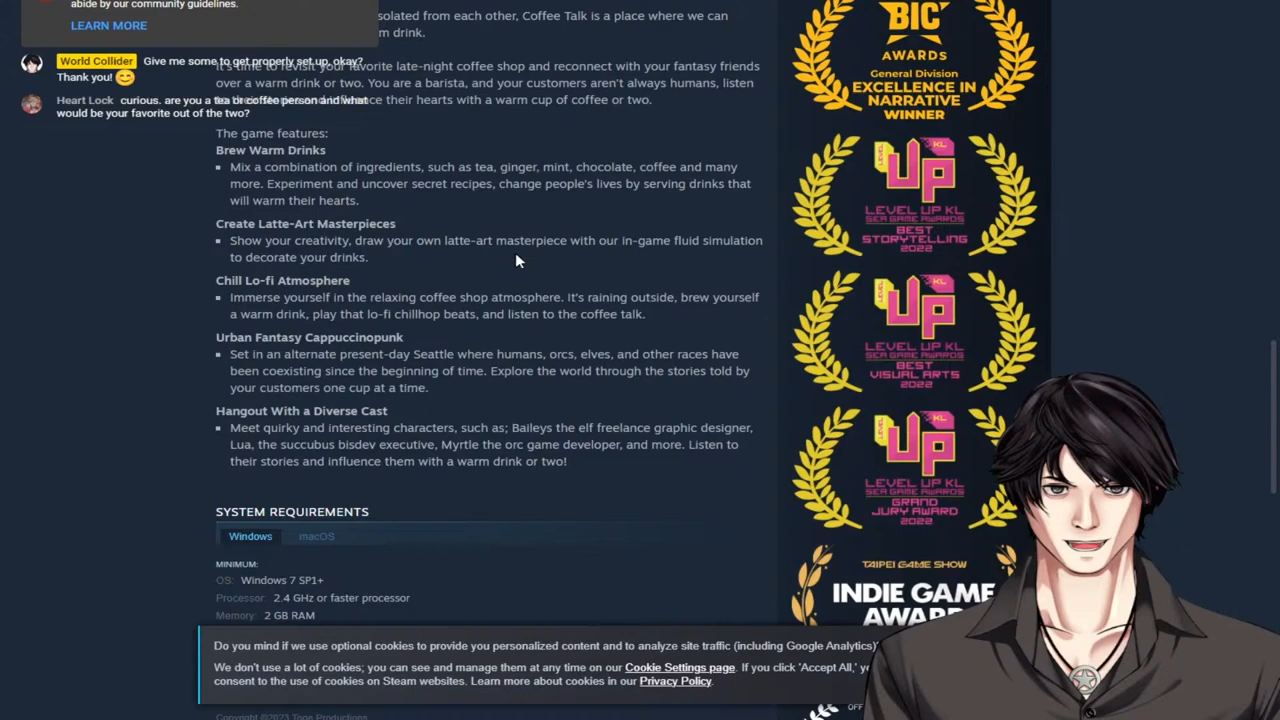 abide by our community guidelines.
LEARN MORE
World Collider Give me some to get properly set up, okay?
Thank you! 😊
Heart Lock curious. are you a tea or coffee person and what
would be your favorite out of the two?
solated from each other, Coffee Talk is a place where we can
m drink.
It's time to revisit your favorite late-night coffee shop and reconnect with your fantasy friends
over a warm drink or two. You are a barista, and your customers aren't always humans, listen
influence their hearts with a warm cup of coffee or two.
The game features:
Brew Warm Drinks
Mix a combination of ingredients, such as tea, ginger, mint, chocolate, coffee and many
more. Experiment and uncover secret recipes, change people's lives by serving drinks that
will warm their hearts.
Create Latte-Art Masterpieces
Show your creativity, draw your own latte-art masterpiece with our in-game fluid simulation
to decorate your drinks.
Chill Lo-fi Atmosphere
Immerse yourself in the relaxing coffee shop atmosphere. It's raining outside, brew yourself
a warm drink, play that lo-fi chillhop beats, and listen to the coffee talk.
Urban Fantasy Cappuccinopunk
Set in an alternate present-day Seattle where humans, orcs, elves, and other races have
been coexisting since the beginning of time. Explore the world through the stories told by
your customers one cup at a time.
Hangout With a Diverse Cast
Meet quirky and interesting characters, such as; Baileys the elf freelance graphic designer,
Lua, the succubus bisdev executive, Myrtle the orc game developer, and more. Listen to
their stories and influence them with a warm drink or two!
SYSTEM REQUIREMENTS
Windows macOS
MINIMUM:
OS: Windows 7 SP1+
Processor: 2.4 GHz or faster processor
Memory: 2 GB RAM
Do you mind if we use optional cookies to provide you personalized content and to analyze site traffic (including Google Analytics)
We don't use a lot of cookies; you can see and manage them at any time on our Cookie Settings page. If you click 'Accept All,'
consent to the use of cookies on Steam websites. Learn more about cookies in our Privacy Policy.
Copyright ©2023 Toge Productions
BIC
AWARDS
General Division
EXCELLENCE IN
NARRATIVE
WINNER
LEVEL UP KL
LEVEL UP KL
SEA GAME AWARDS
BEST
STORYTELLING
2022
LEVEL UP KL
LEVEL UP KL
SEA GAME AWARDS
BEST
VISUAL ARTS
2022
LEVEL UP KL
LEVEL UP KL
SEA GAME AWARDS
GRAND
JURY AWARD
2022
TAIPEI GAME SHOW
INDIE GAME
AWA
OFF